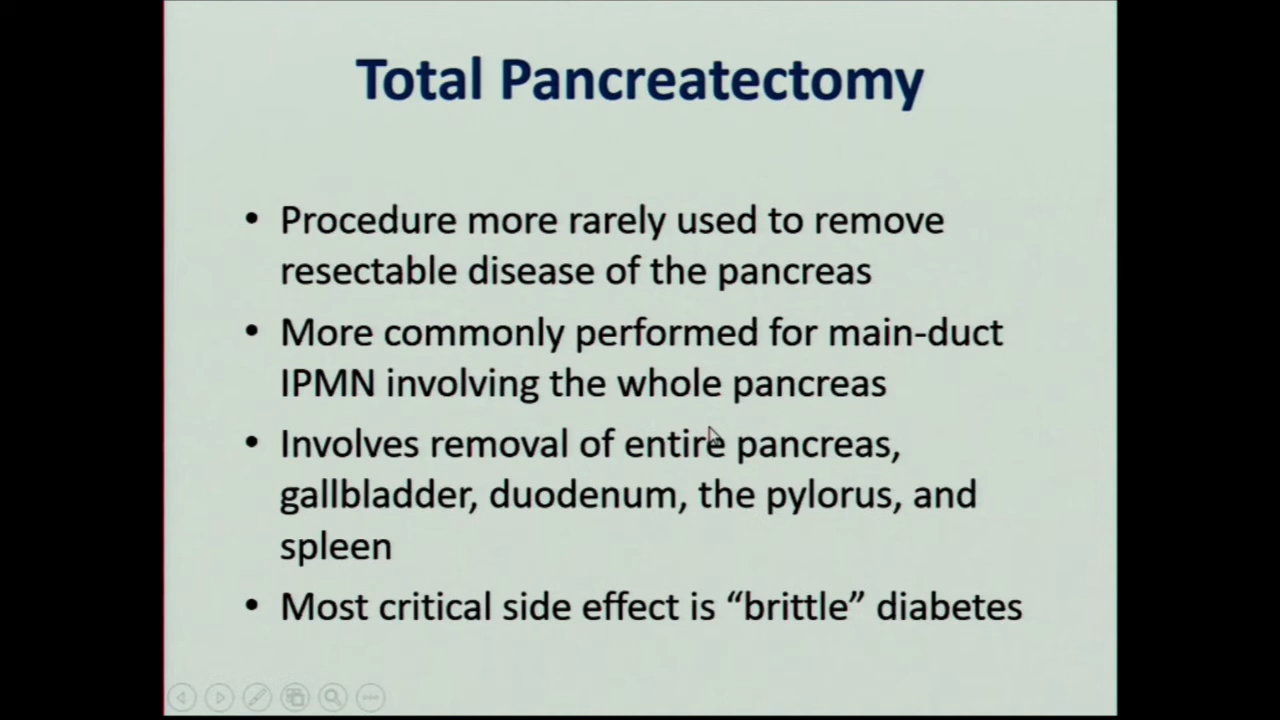 Total Pancreatectomy
• Procedure more rarely used to remove
resectable disease of the pancreas
• More commonly performed for main-duct
IPMN involving the whole pancreas
• Involves removal of entire pancreas,
gallbladder, duodenum, the pylorus, and
spleen
• Most critical side effect is “brittle” diabetes